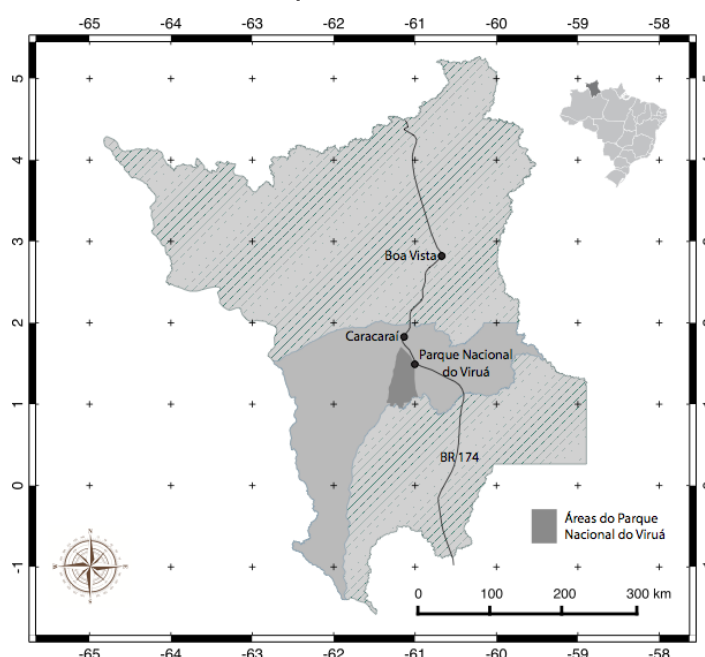 -65 -64 -63 -62 -61 -60 -59 -58
5
4
3
2
1
0
-1
Boa Vista
Caracaraí
Parque Nacional
do Viruá
BR 174
Áreas do Parque
Nacional do Viruá
N
0 100 200 300 km
-65 -64 -63 -62 -61 -60 -59 -58